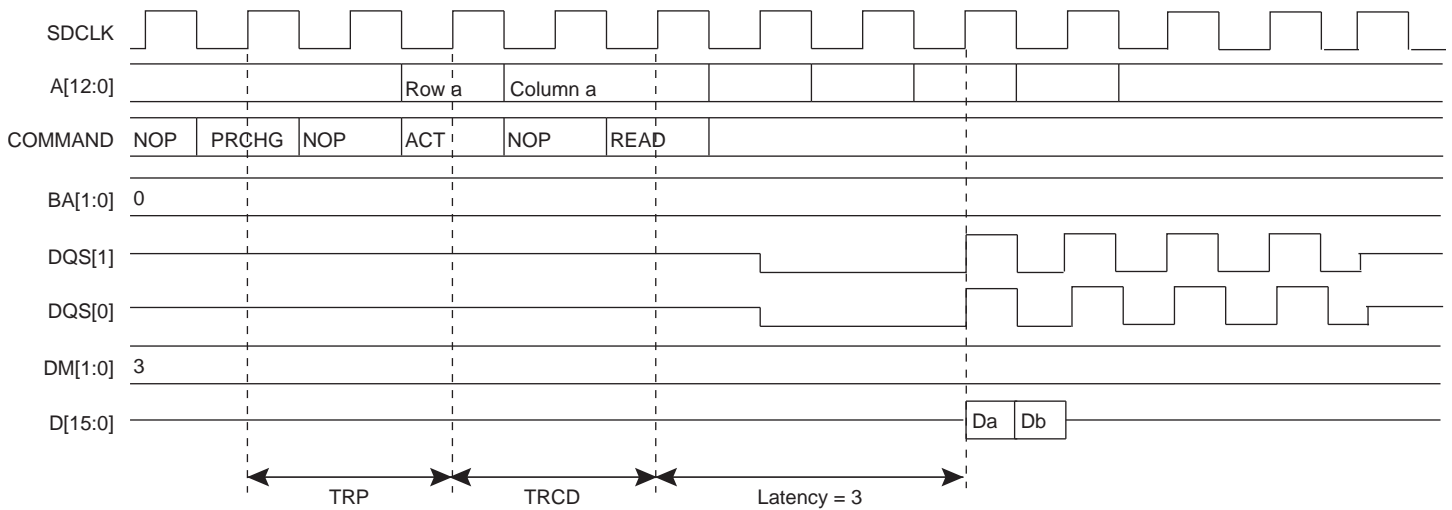 SDCLK
A[12:0] Row a Column a
COMMAND NOP PRCHG NOP ACT NOP READ
BA[1:0] 0
DQS[1]
DQS[0]
DM[1:0] 3
D[15:0] Da Db
TRP TRCD Latency = 3